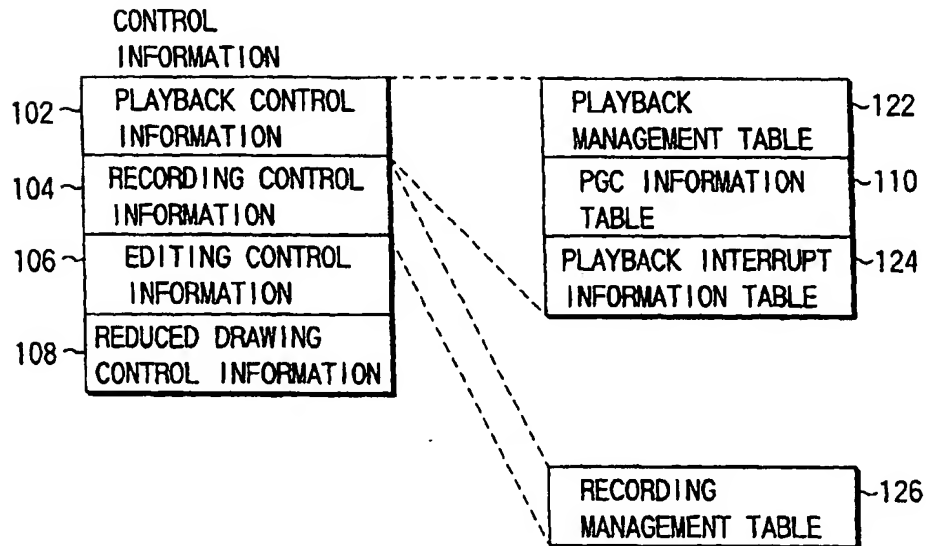 CONTROL
INFORMATION
102
PLAYBACK CONTROL
INFORMATION
104
RECORDING CONTROL
INFORMATION
106
EDITING CONTROL
INFORMATION
108
REDUCED DRAWING
CONTROL INFORMATION
PLAYBACK
MANAGEMENT TABLE
122
PGC INFORMATION
TABLE
110
PLAYBACK INTERRUPT
INFORMATION TABLE
124
RECORDING
MANAGEMENT TABLE
126